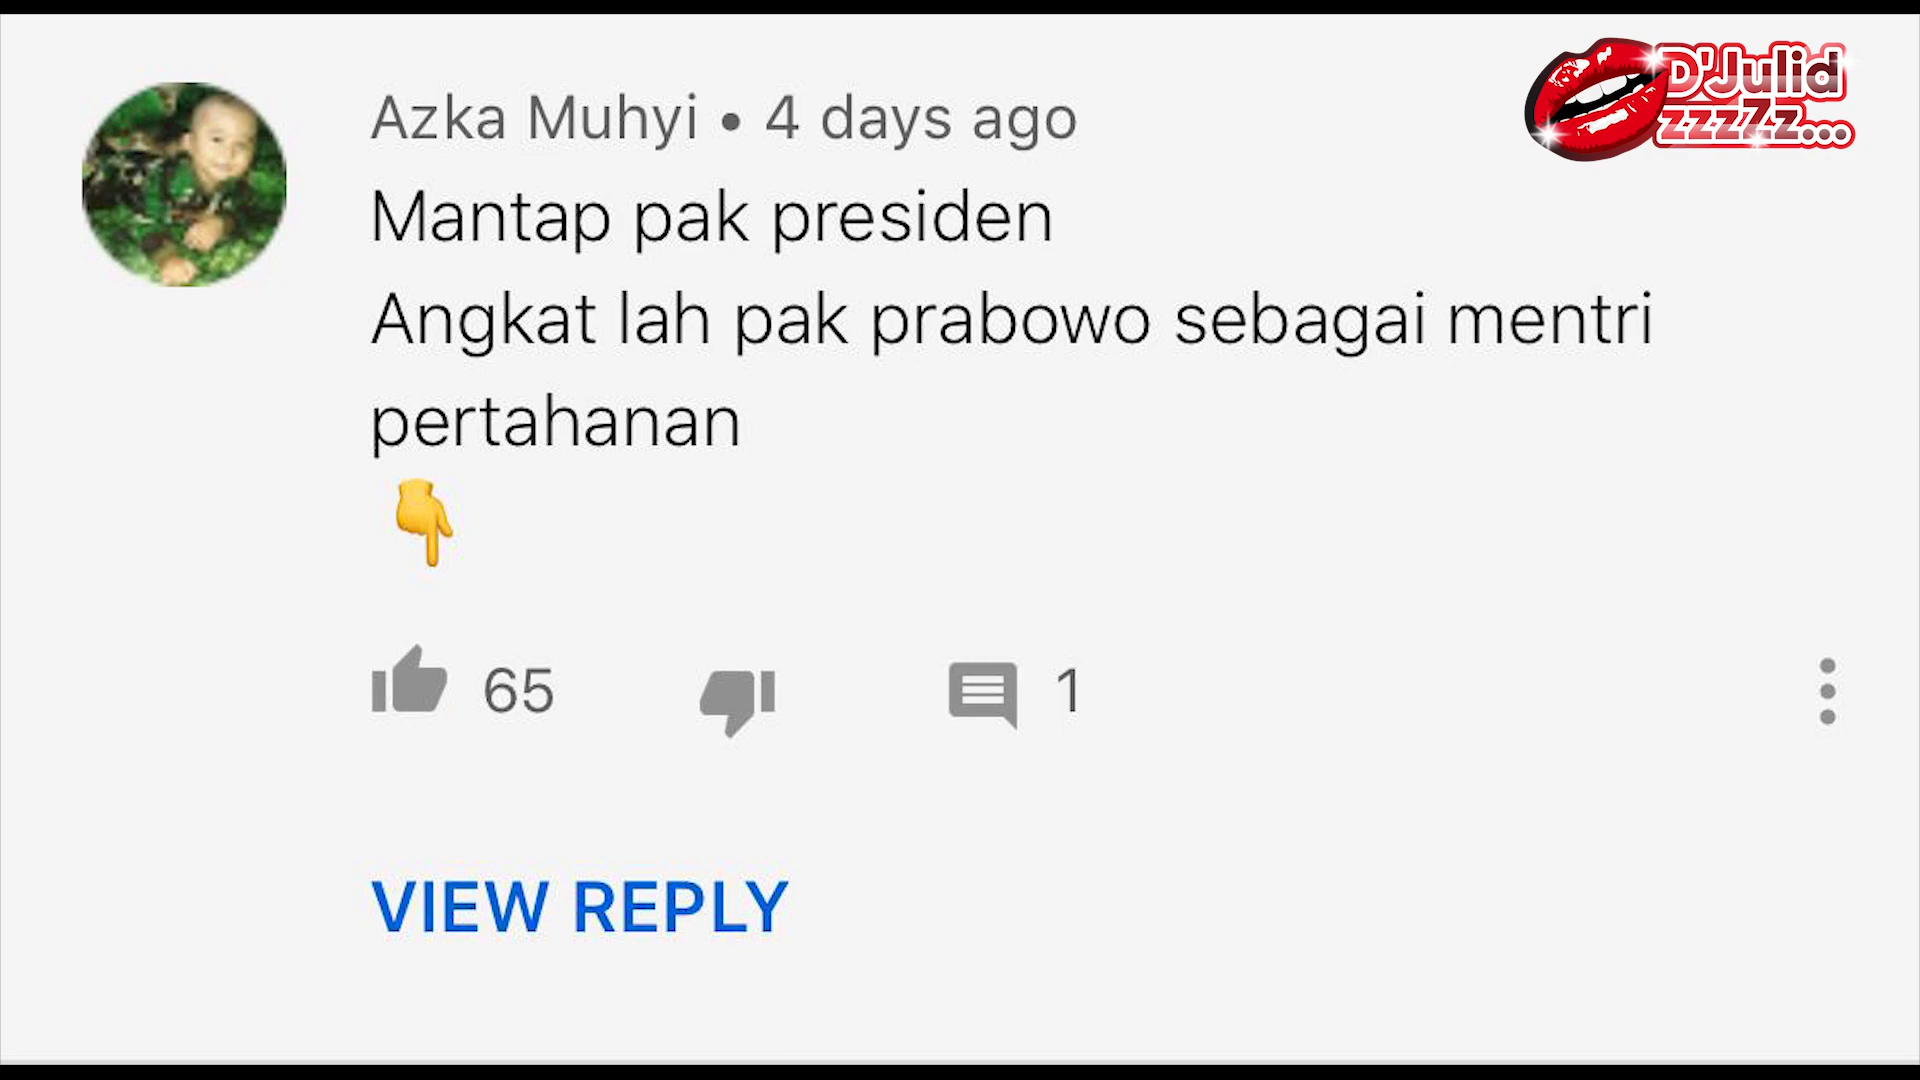 Azka Muhyi • 4 days ago
D'Julid
zzzzZz...
Mantap pak presiden
Angkat lah pak prabowo sebagai mentri
pertahanan
👇
65
1
VIEW REPLY